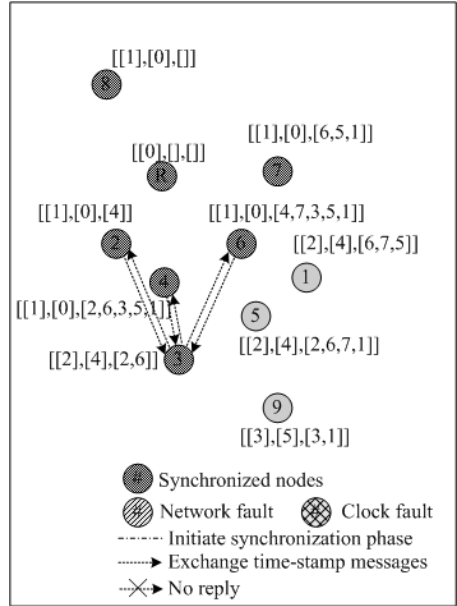 [[1],[0],[]]
8
[[0],[],[]]
R
[[1],[0],[6,5,1]]
7
[[1],[0],[4]]
2
[[1],[0],[4,7,3,5,1]]
6
[[2],[4],[6,7,5]]
1
4
[[1],[0],[2,6,3,5,1]]
5
[[2],[4],[2,6,7,1]]
[[2],[4],[2,6]]
3
9
[[3],[5],[3,1]]
# Synchronized nodes
# Network fault
# Clock fault
Initiate synchronization phase
Exchange time-stamp messages
No reply